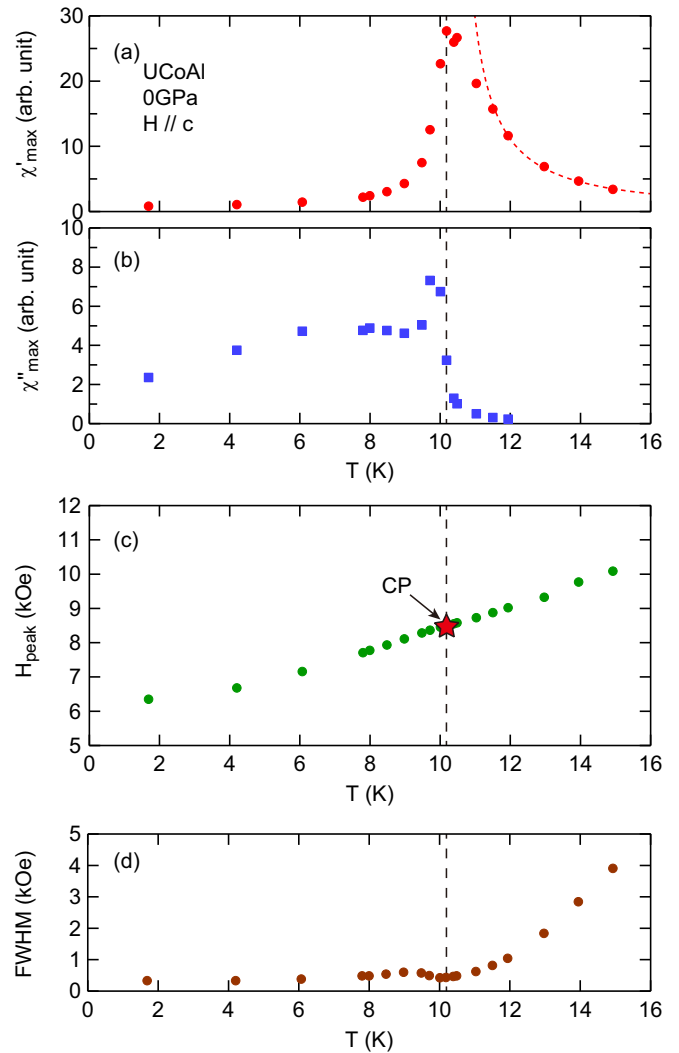 (a)
UCoAl
0GPa
H // c
χ'max (arb. unit)
30
20
10
0
(b)
χ''max (arb. unit)
10
8
6
4
2
0
0 2 4 6 8 10 12 14 16
T (K)
(c)
CP
Hpeak (kOe)
12
11
10
9
8
7
6
5
0 2 4 6 8 10 12 14 16
T (K)
(d)
FWHM (kOe)
5
4
3
2
1
0
0 2 4 6 8 10 12 14 16
T (K)